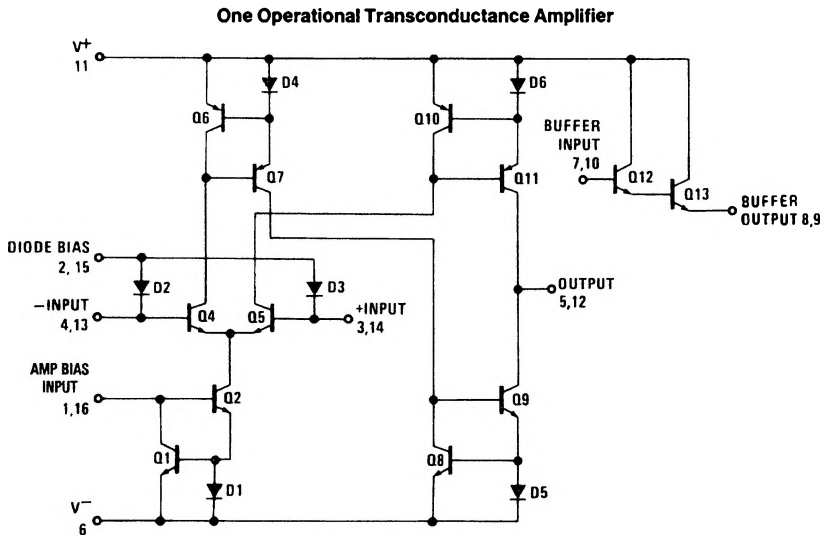 One Operational Transconductance Amplifier
V+
11
D4
D6
Q6
Q10
BUFFER
INPUT
7,10
Q7
Q11
Q12
Q13
BUFFER
OUTPUT 8,9
DIODE BIAS
2, 15
D2
D3
OUTPUT
5,12
−INPUT
4,13
Q4
Q5
+INPUT
3,14
AMP BIAS
INPUT
1,16
Q2
Q9
Q1
Q8
D1
D5
V−
6